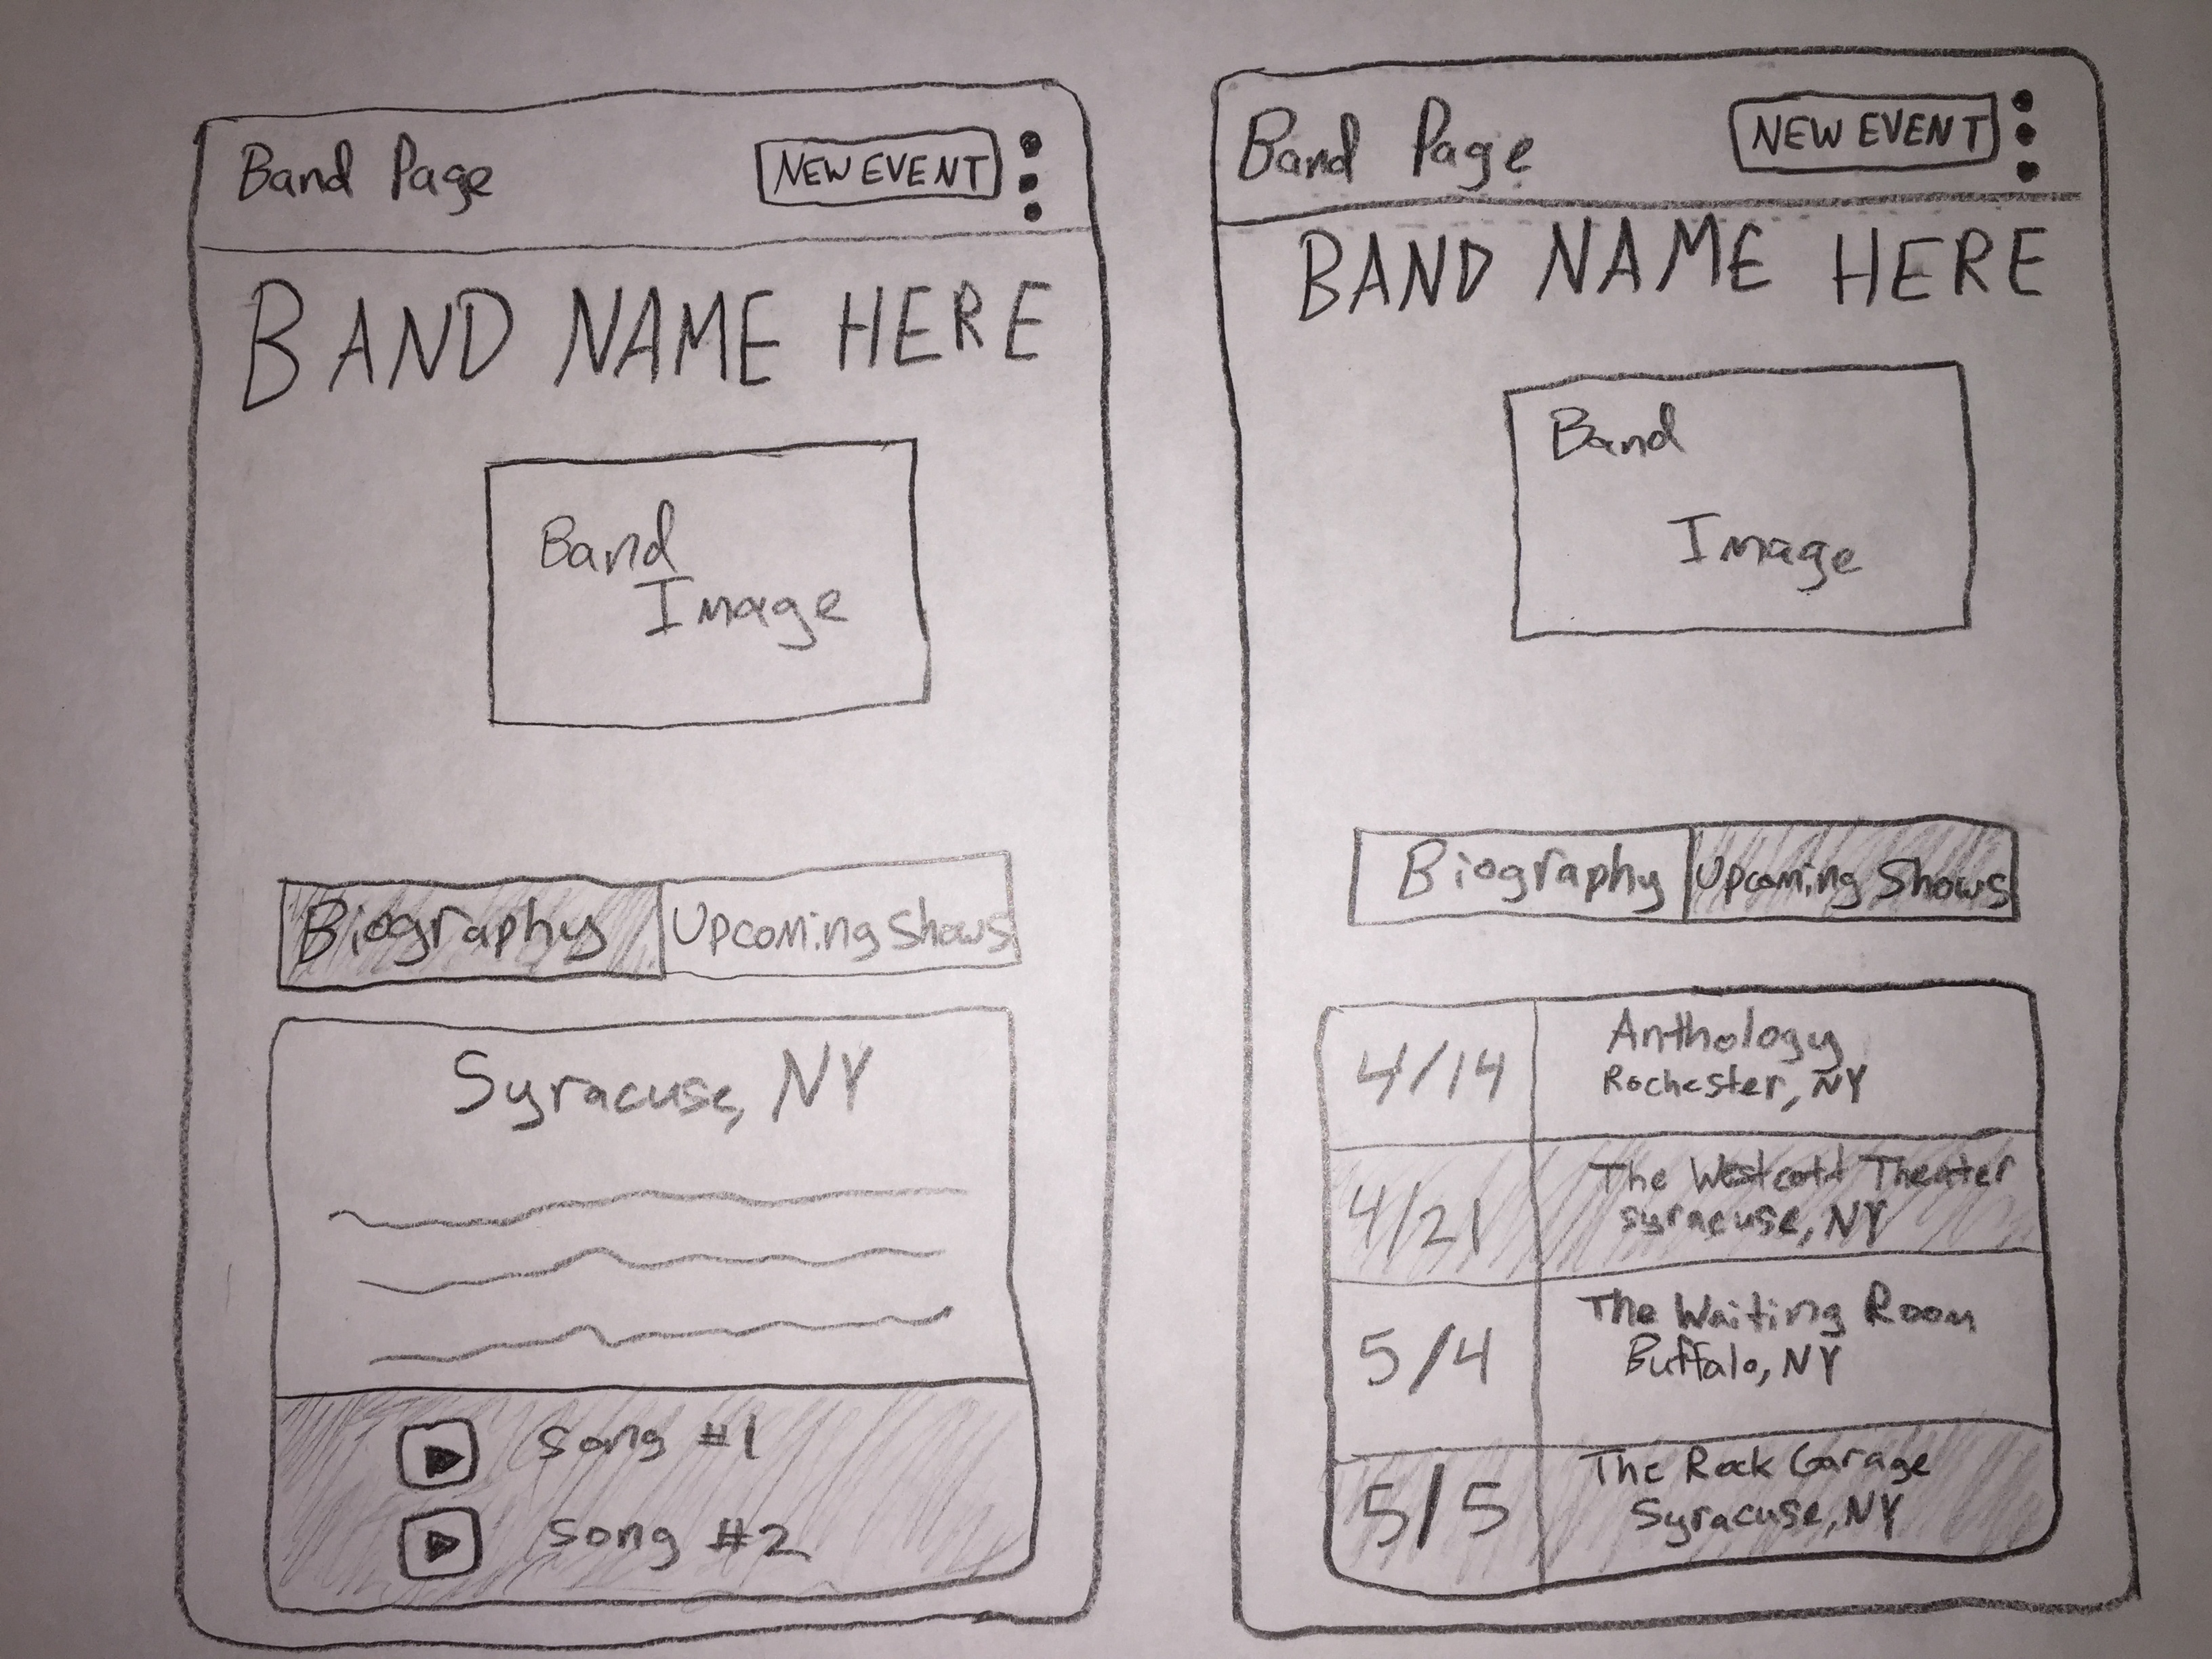 Band Page
NEW EVENT
BAND NAME HERE
Band
Image
Biography
Upcoming Shows
Syracuse, NY
Song #1
Song #2
Band Page
NEW EVENT
BAND NAME HERE
Band
Image
Biography
Upcoming Shows
4/14
Anthology
Rochester, NY
4/21
The Westcott Theater
Syracuse, NY
5/4
The Waiting Room
Buffalo, NY
5/5
The Rock Garage
Syracuse, NY